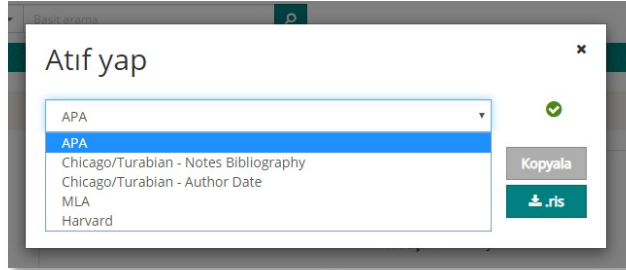 Basit arama
Atıf yap
APA
APA
Chicago/Turabian - Notes Bibliography
Chicago/Turabian - Author Date
MLA
Harvard
Kopyala
.ris